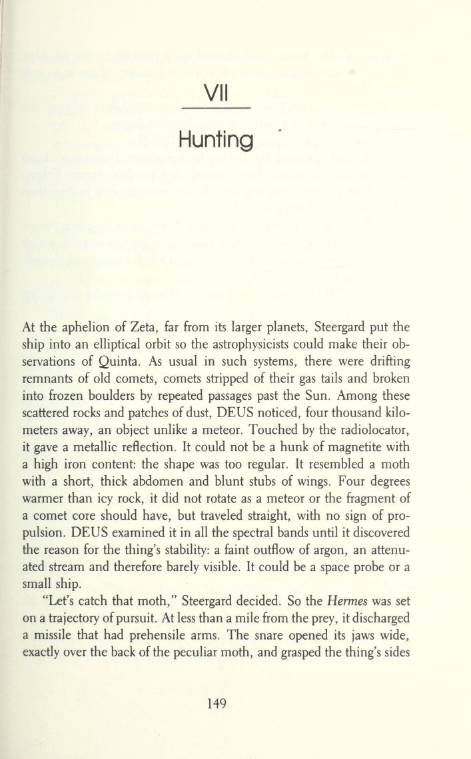 VII
Hunting
At the aphelion of Zeta, far from its larger planets, Steergard put the
ship into an elliptical orbit so the astrophysicists could make their ob-
servations of Quinta. As usual in such systems, there were drifting
remnants of old comets, comets stripped of their gas tails and broken
into frozen boulders by repeated passages past the Sun. Among these
scattered rocks and patches of dust, DEUS noticed, four thousand kilo-
meters away, an object unlike a meteor. Touched by the radiolocator,
it gave a metallic reflection. It could not be a hunk of magnetite with
a high iron content: the shape was too regular. It resembled a moth
with a short, thick abdomen and blunt stubs of wings. Four degrees
warmer than icy rock, it did not rotate as a meteor or the fragment of
a comet core should have, but traveled straight, with no sign of pro-
pulsion. DEUS examined it in all the spectral bands until it discovered
the reason for the thing's stability: a faint outflow of argon, an attenu-
ated stream and therefore barely visible. It could be a space probe or a
small ship.
"Let's catch that moth," Steergard decided. So the Hermes was set
on a trajectory of pursuit. At less than a mile from the prey, it discharged
a missile that had prehensile arms. The snare opened its jaws wide,
exactly over the back of the peculiar moth, and grasped the thing's sides
149